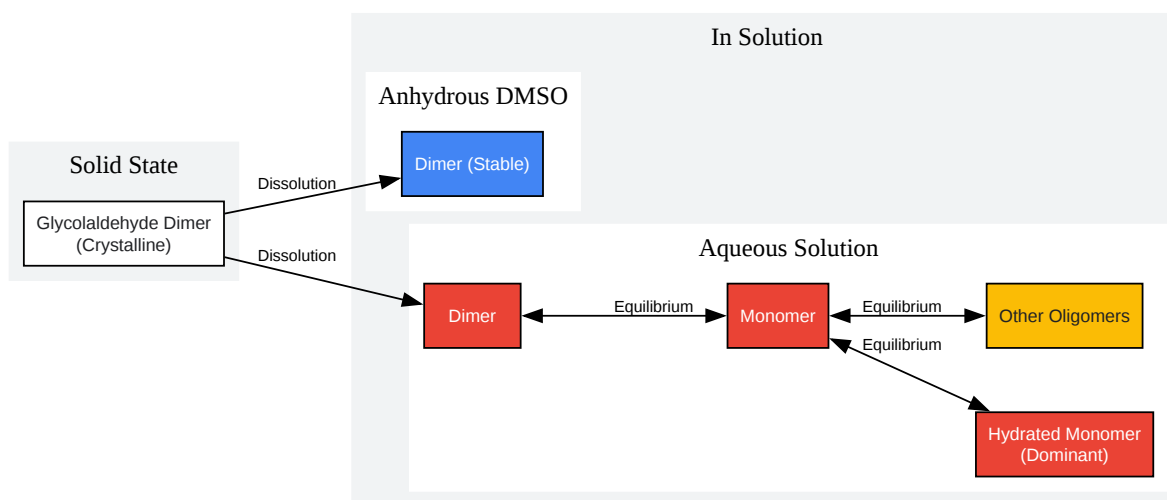 In Solution
Anhydrous DMSO
Dimer (Stable)
Solid State
Glycolaldehyde Dimer
(Crystalline)
Dissolution
Dissolution
Aqueous Solution
Dimer
Equilibrium
Monomer
Equilibrium
Other Oligomers
Equilibrium
Hydrated Monomer
(Dominant)